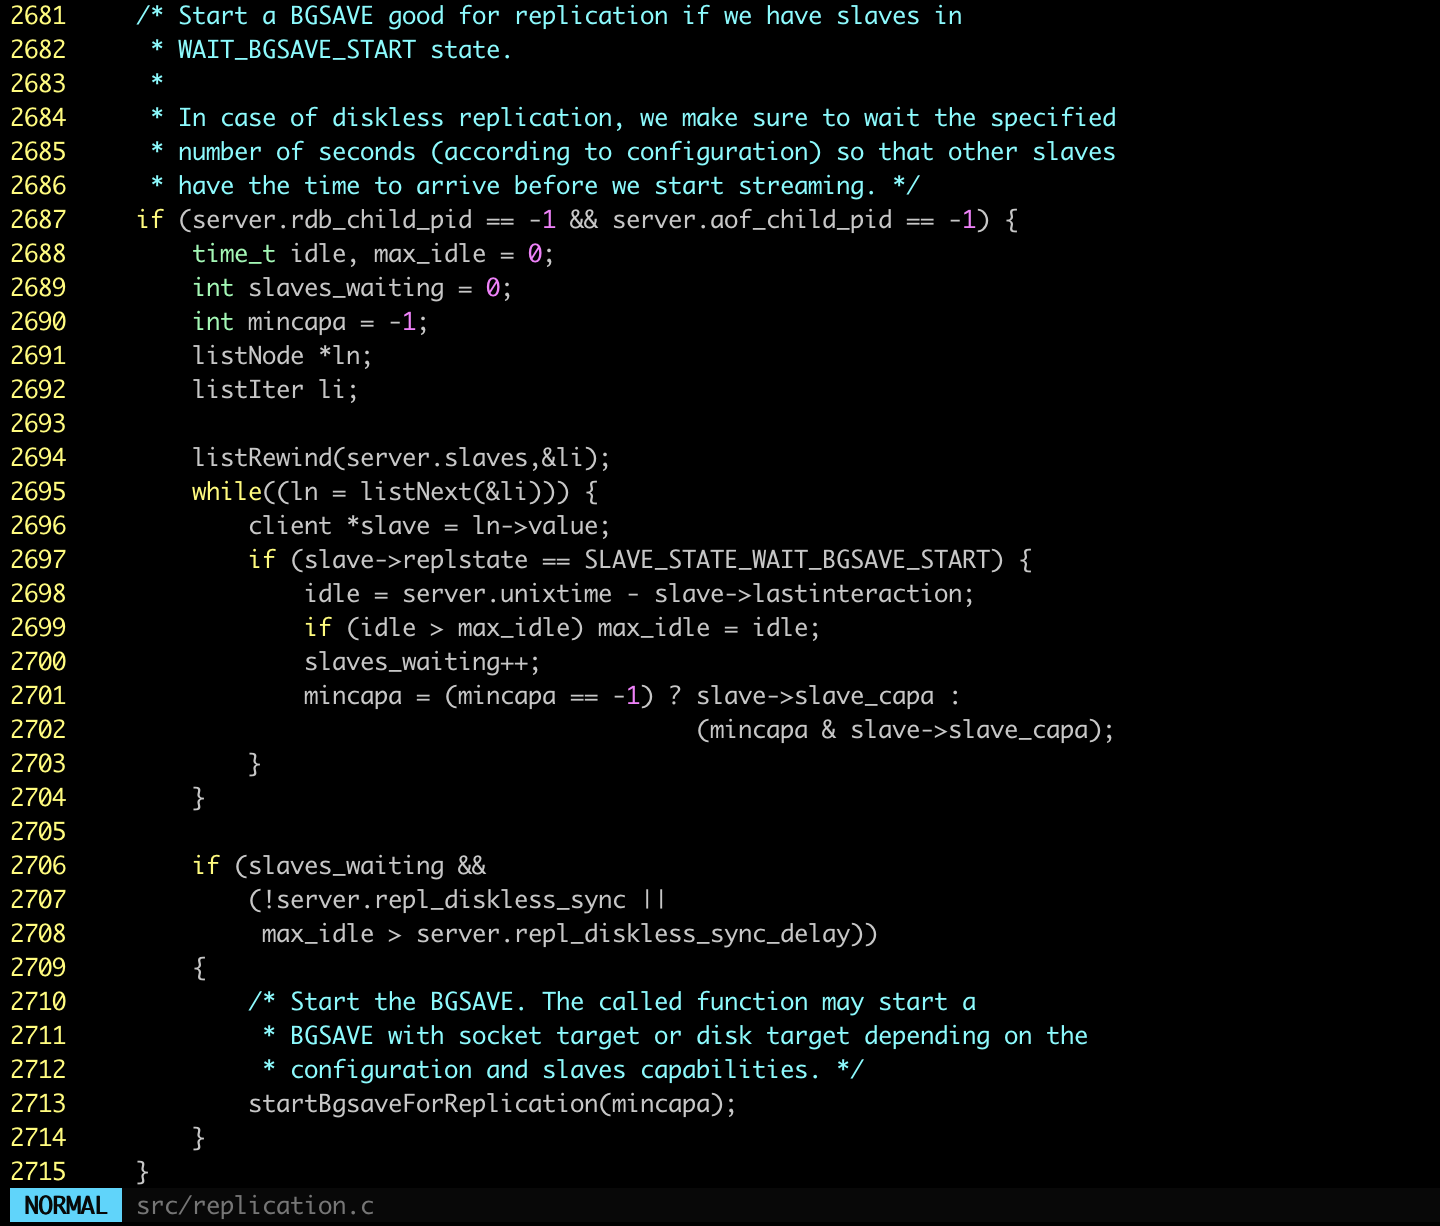 2681     /* Start a BGSAVE good for replication if we have slaves in
2682      * WAIT_BGSAVE_START state.
2683      *
2684      * In case of diskless replication, we make sure to wait the specified
2685      * number of seconds (according to configuration) so that other slaves
2686      * have the time to arrive before we start streaming. */
2687     if (server.rdb_child_pid == -1 && server.aof_child_pid == -1) {
2688         time_t idle, max_idle = 0;
2689         int slaves_waiting = 0;
2690         int mincapa = -1;
2691         listNode *ln;
2692         listIter li;
2693
2694         listRewind(server.slaves,&li);
2695         while((ln = listNext(&li))) {
2696             client *slave = ln->value;
2697             if (slave->replstate == SLAVE_STATE_WAIT_BGSAVE_START) {
2698                 idle = server.unixtime - slave->lastinteraction;
2699                 if (idle > max_idle) max_idle = idle;
2700                 slaves_waiting++;
2701                 mincapa = (mincapa == -1) ? slave->slave_capa :
2702                                             (mincapa & slave->slave_capa);
2703             }
2704         }
2705
2706         if (slaves_waiting &&
2707             (!server.repl_diskless_sync ||
2708              max_idle > server.repl_diskless_sync_delay))
2709         {
2710             /* Start the BGSAVE. The called function may start a
2711              * BGSAVE with socket target or disk target depending on the
2712              * configuration and slaves capabilities. */
2713             startBgsaveForReplication(mincapa);
2714         }
2715     }
NORMAL src/replication.c